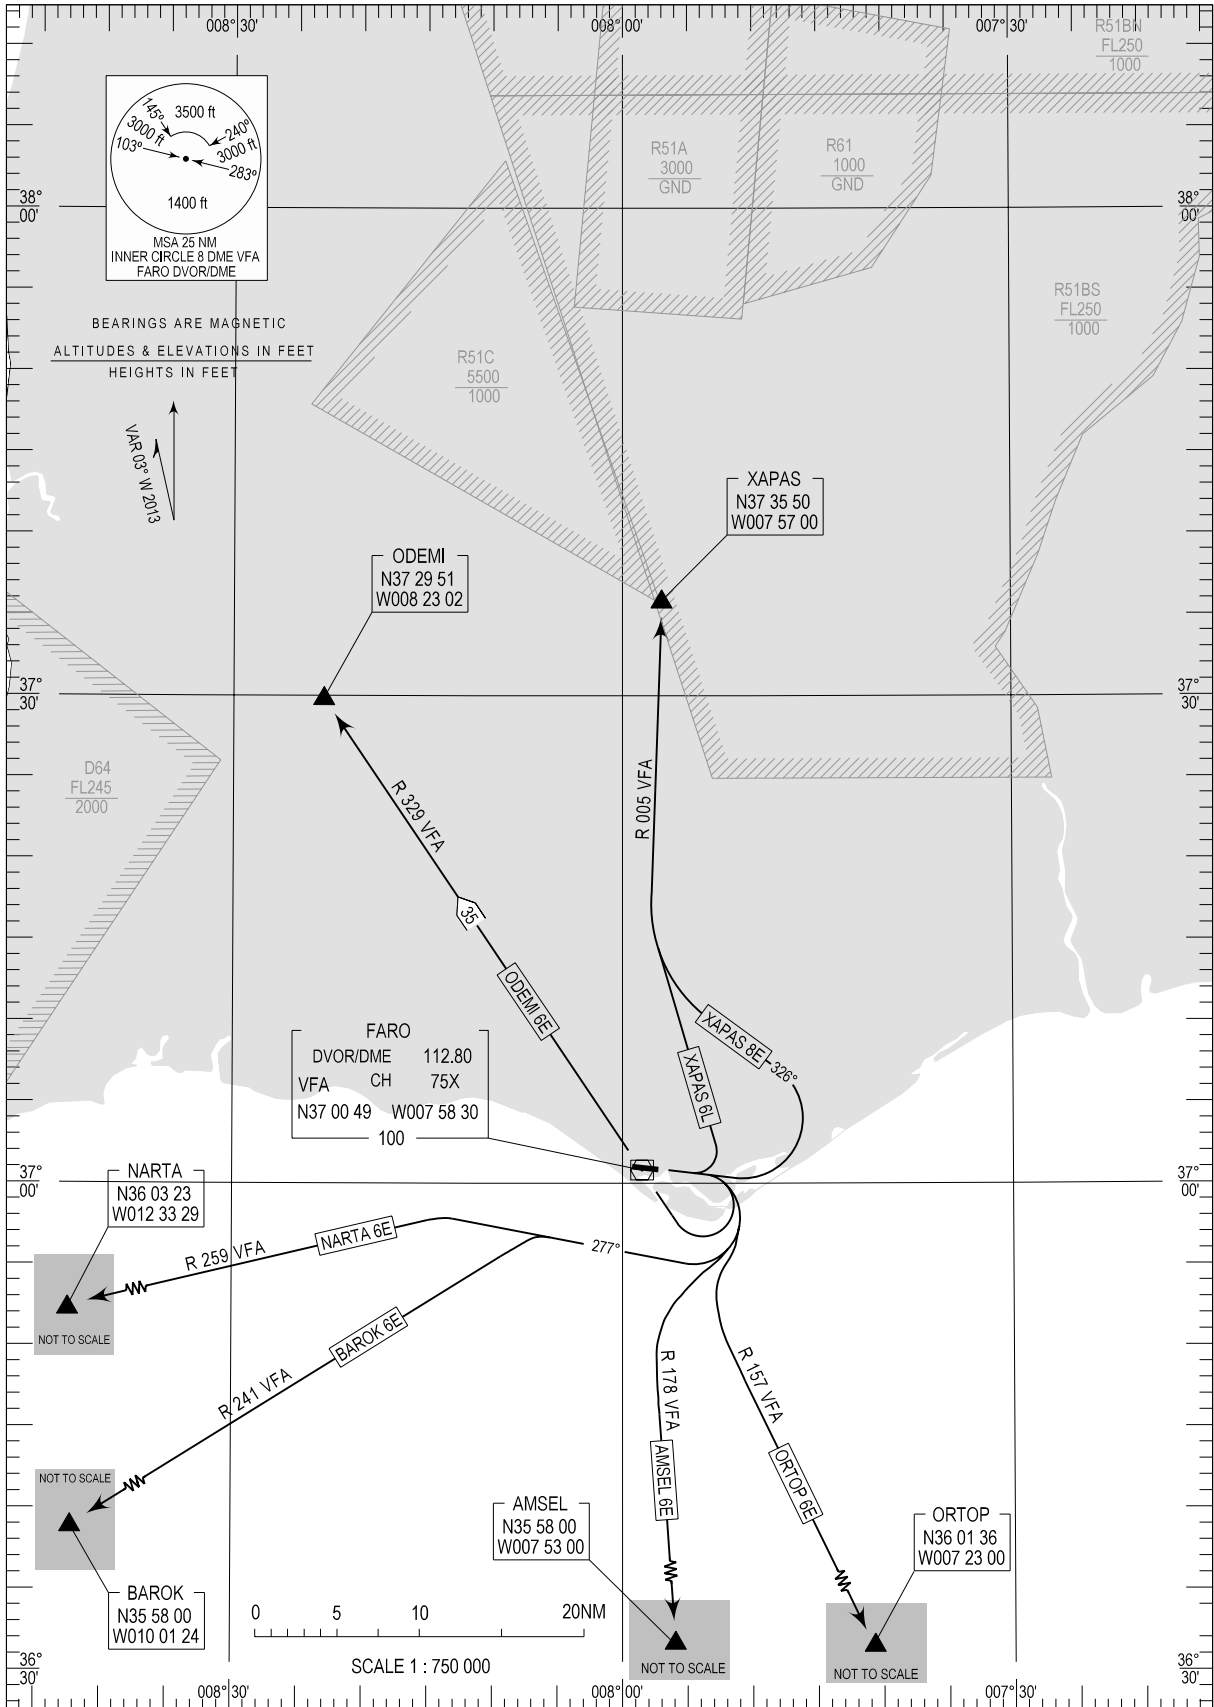 008°30'
008°00'
007°30'
R51BN
FL250
1000
145°
3500 ft
3000 ft
240°
103°
3000 ft
283°
1400 ft
MSA 25 NM
INNER CIRCLE 8 DME VFA
FARO DVOR/DME
R51A
3000
GND
R61
1000
GND
38°
00'
38°
00'
BEARINGS ARE MAGNETIC
ALTITUDES & ELEVATIONS IN FEET
HEIGHTS IN FEET
R51BS
FL250
1000
R51C
5500
1000
VAR 03° W 2013
XAPAS
N37 35 50
W007 57 00
ODEMI
N37 29 51
W008 23 02
37°
30'
37°
30'
D64
FL245
2000
R 329 VFA
R 005 VFA
35
ODEMI 6E
XAPAS 8E
326°
XAPAS 6L
FARO
DVOR/DME 112.80
VFA CH 75X
N37 00 49 W007 58 30
100
37°
00'
37°
00'
NARTA
N36 03 23
W012 33 29
R 259 VFA
NARTA 6E
277°
NOT TO SCALE
BAROK 6E
R 241 VFA
R 178 VFA
R 157 VFA
AMSEL 6E
ORTOP 6E
NOT TO SCALE
AMSEL
N35 58 00
W007 53 00
ORTOP
N36 01 36
W007 23 00
BAROK
N35 58 00
W010 01 24
0 5 10 20NM
SCALE 1 : 750 000
NOT TO SCALE
NOT TO SCALE
36°
30'
36°
30'
008°30'
008°00'
007°30'